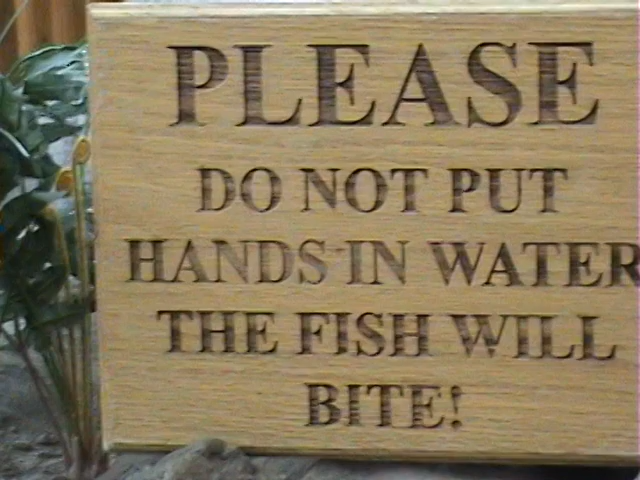 PLEASE
DO NOT PUT
HANDS IN WATER
THE FISH WILL
BITE!